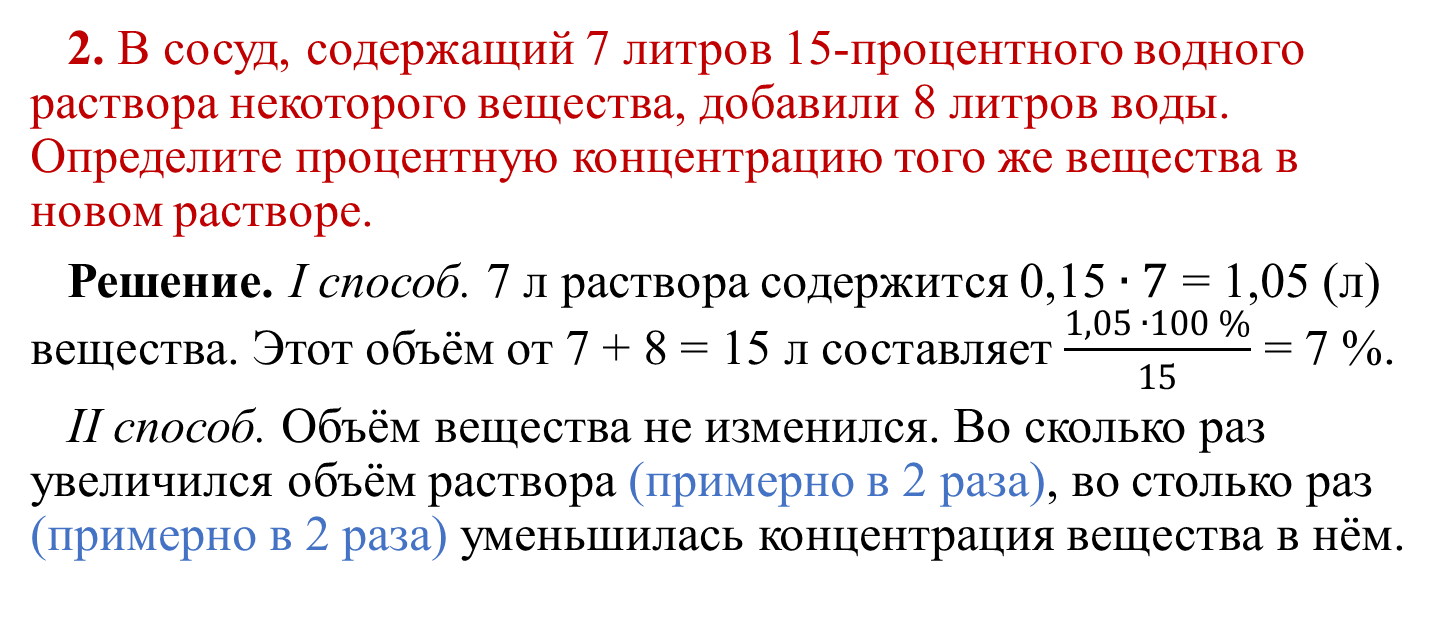 2. В сосуд, содержащий 7 литров 15-процентного водного
раствора некоторого вещества, добавили 8 литров воды.
Определите процентную концентрацию того же вещества в
новом растворе.
Решение. I способ. 7 л раствора содержится 0,15 · 7 = 1,05 (л)
вещества. Этот объём от 7 + 8 = 15 л составляет \frac{1,05 ·100 %}{15} = 7 %.
II способ. Объём вещества не изменился. Во сколько раз
увеличился объём раствора (примерно в 2 раза), во столько раз
(примерно в 2 раза) уменьшилась концентрация вещества в нём.